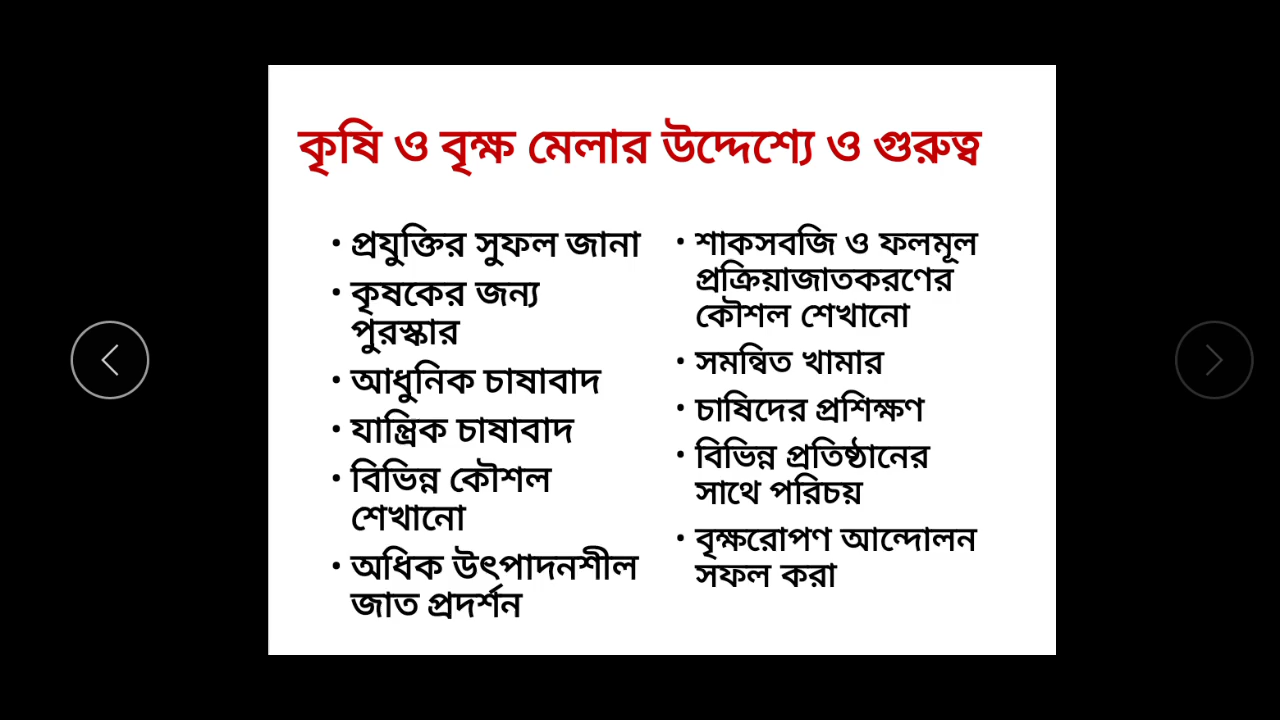 কৃষি ও বৃক্ষ মেলার উদ্দেশ্যে ও গুরুত্ব
• প্রযুক্তির সুফল জানা
• কৃষকের জন্য
পুরস্কার
• আধুনিক চাষাবাদ
• যান্ত্রিক চাষাবাদ
• বিভিন্ন কৌশল
শেখানো
• অধিক উৎপাদনশীল
জাত প্রদর্শন
• শাকসবজি ও ফলমূল
প্রক্রিয়াজাতকরণের
কৌশল শেখানো
• সমন্বিত খামার
• চাষিদের প্রশিক্ষণ
• বিভিন্ন প্রতিষ্ঠানের
সাথে পরিচয়
• বৃক্ষরোপণ আন্দোলন
সফল করা